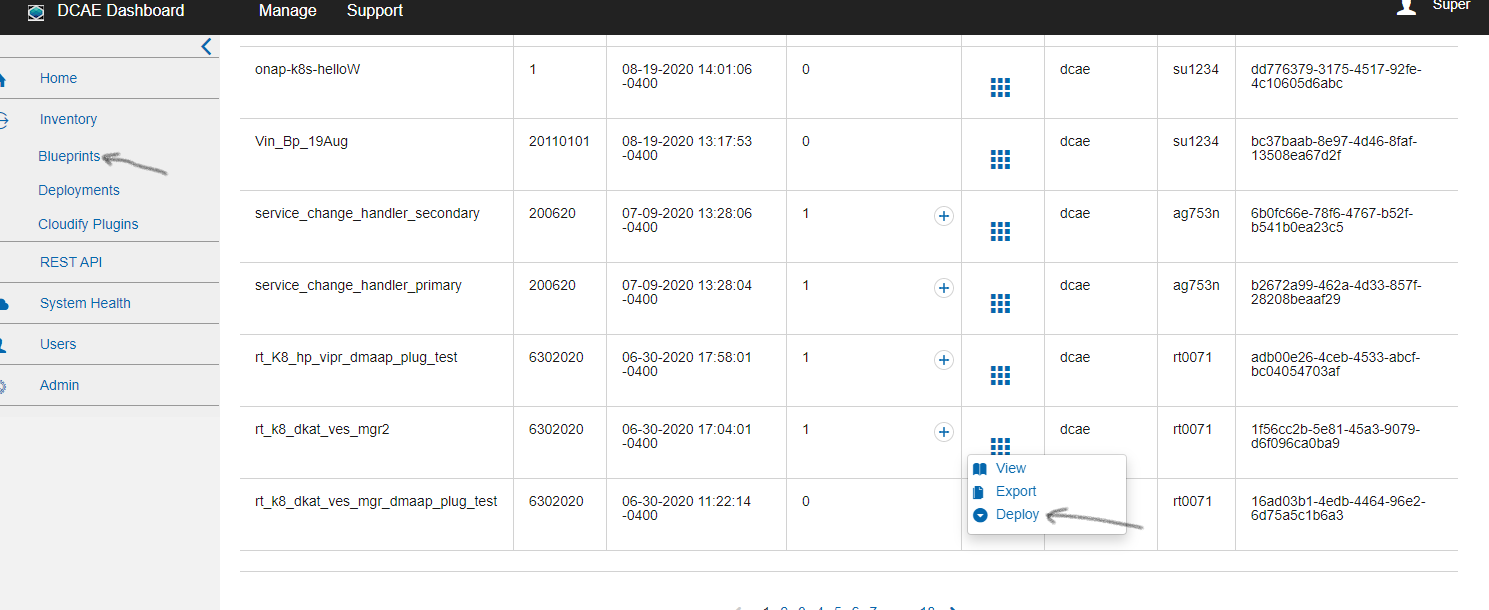 DCAE Dashboard
Manage
Support
Super
Home
Inventory
Blueprints
Deployments
Cloudify Plugins
REST API
System Health
Users
Admin
onap-k8s-helloW 1 08-19-2020 14:01:06 0 dcae su1234 dd776379-3175-4517-92fe-
-0400 4c10605d6abc
Vin_Bp_19Aug 20110101 08-19-2020 13:17:53 0 dcae su1234 bc37baab-8e97-4d46-8faf-
-0400 13508ea67d2f
service_change_handler_secondary 200620 07-09-2020 13:28:06 1 dcae ag753n 6b0fc66e-78f6-4767-b52f-
-0400 b541b0ea23c5
service_change_handler_primary 200620 07-09-2020 13:28:04 1 dcae ag753n b2672a99-462a-4d33-857f-
-0400 28208beaaf29
rt_K8_hp_vipr_dmaap_plug_test 6302020 06-30-2020 17:58:01 1 dcae rt0071 adb00e26-4ceb-4533-abcf-
-0400 bc04054703af
rt_k8_dkat_ves_mgr2 6302020 06-30-2020 17:04:01 1 dcae rt0071 1f56cc2b-5e81-45a3-9079-
-0400 d6f096ca0ba9
rt_k8_dkat_ves_mgr_dmaap_plug_test 6302020 06-30-2020 11:22:14 0 rt0071 16ad03b1-4edb-4464-96e2-
-0400 6d75a5c1b6a3
View
Export
Deploy